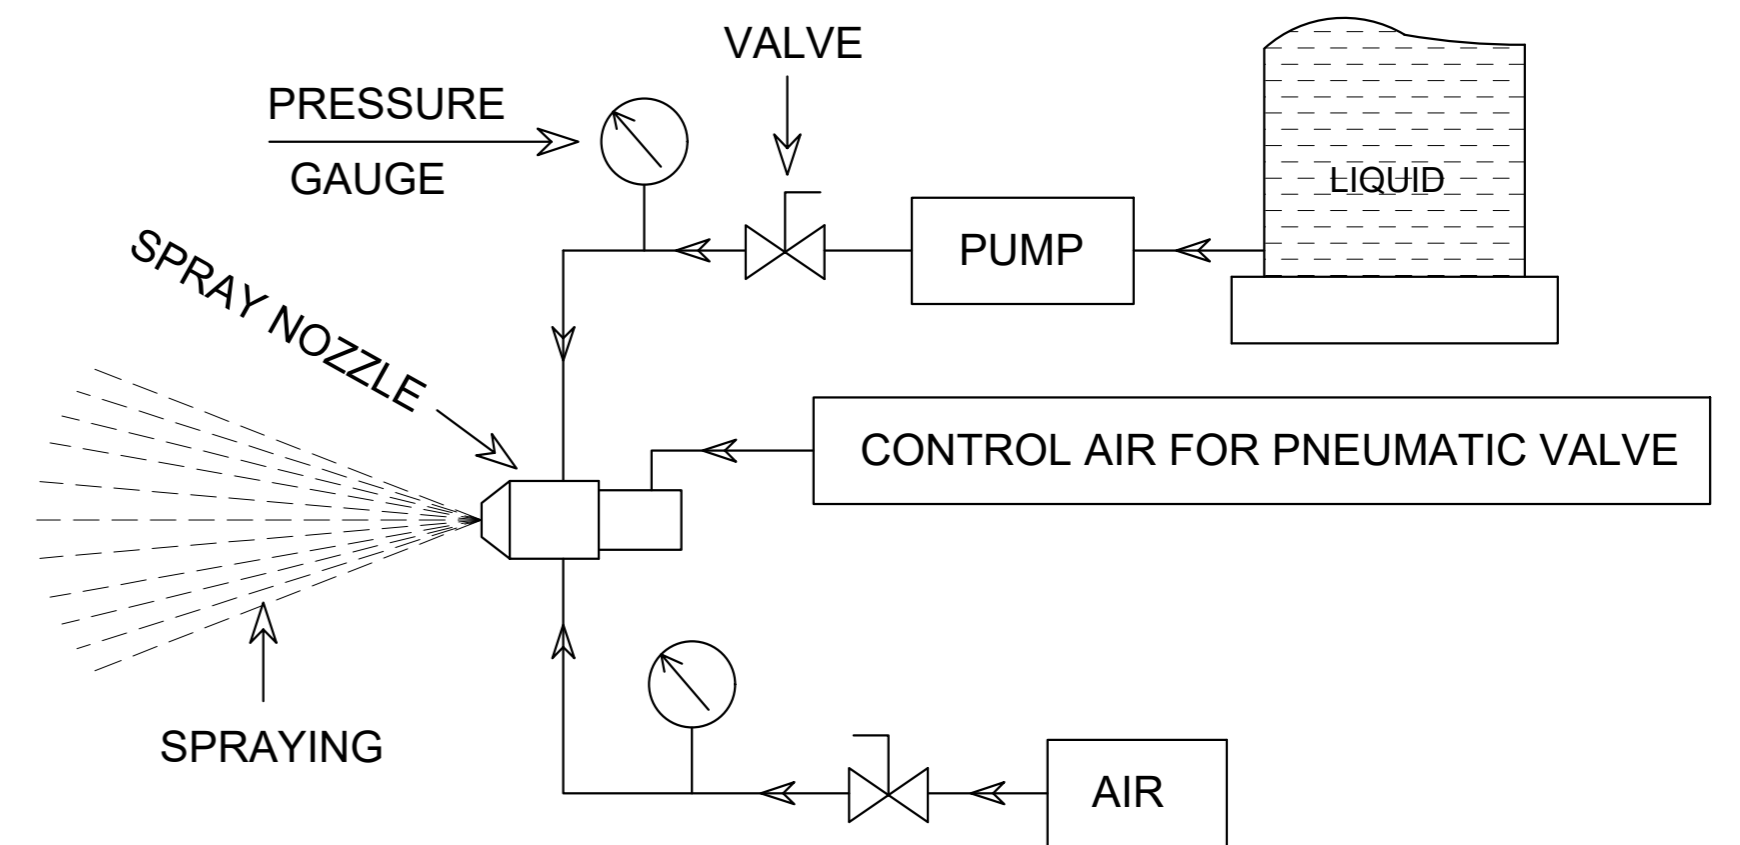 VALVE
PRESSURE
GAUGE
LIQUID
PUMP
SPRAY NOZZLE
CONTROL AIR FOR PNEUMATIC VALVE
SPRAYING
AIR